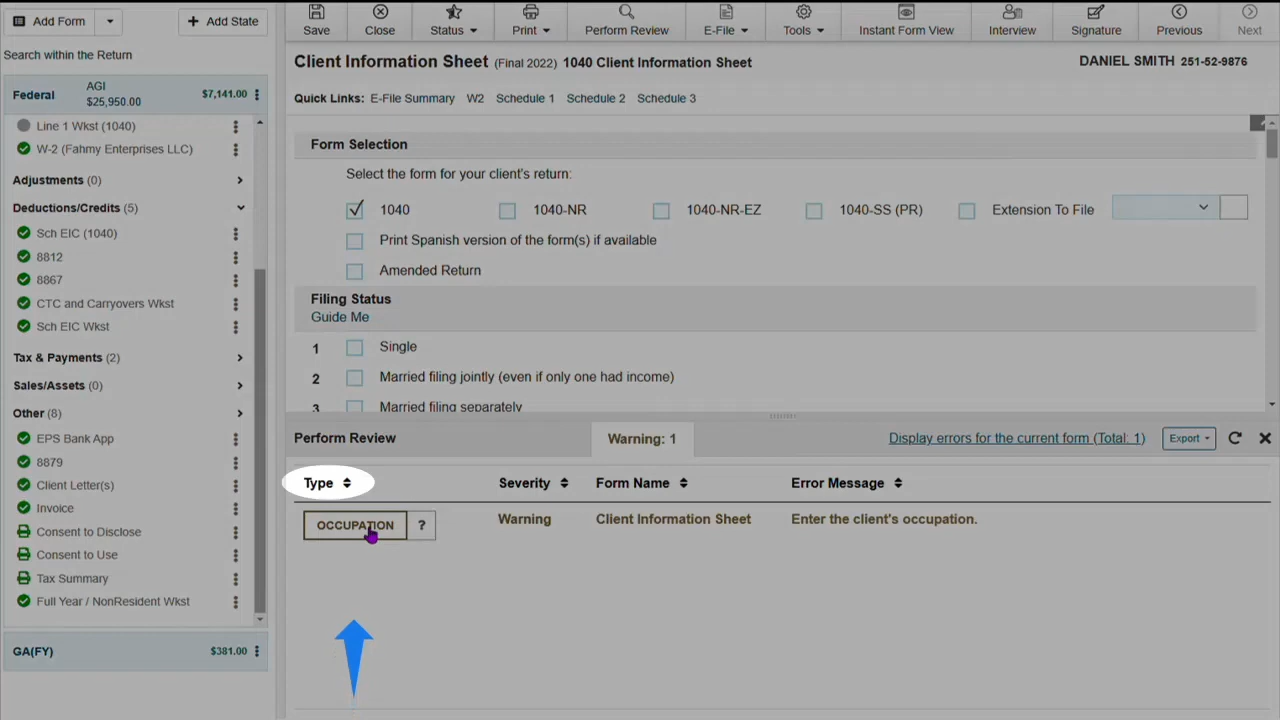 Add Form
Add State
Save
Close
Status
Print
Perform Review
E-File
Tools
Instant Form View
Interview
Signature
Previous
Next
Search within the Return
Client Information Sheet (Final 2022) 1040 Client Information Sheet
DANIEL SMITH 251-52-9876
Federal
AGI
$25,950.00
$7,141.00
Quick Links: E-File Summary W2 Schedule 1 Schedule 2 Schedule 3
Line 1 Wkst (1040)
W-2 (Fahmy Enterprises LLC)
Adjustments (0)
Deductions/Credits (5)
Sch EIC (1040)
8812
8867
CTC and Carryovers Wkst
Sch EIC Wkst
Tax & Payments (2)
Sales/Assets (0)
Other (8)
EPS Bank App
8879
Client Letter(s)
Invoice
Consent to Disclose
Consent to Use
Tax Summary
Full Year / NonResident Wkst
GA(FY)
$381.00
Form Selection
Select the form for your client's return:
1040
1040-NR
1040-NR-EZ
1040-SS (PR)
Extension To File
Print Spanish version of the form(s) if available
Amended Return
Filing Status
Guide Me
1 Single
2 Married filing jointly (even if only one had income)
3 Married filing separately
Perform Review
Warning: 1
Display errors for the current form (Total: 1)
Export
Type
Severity
Form Name
Error Message
OCCUPATION
?
Warning
Client Information Sheet
Enter the client's occupation.